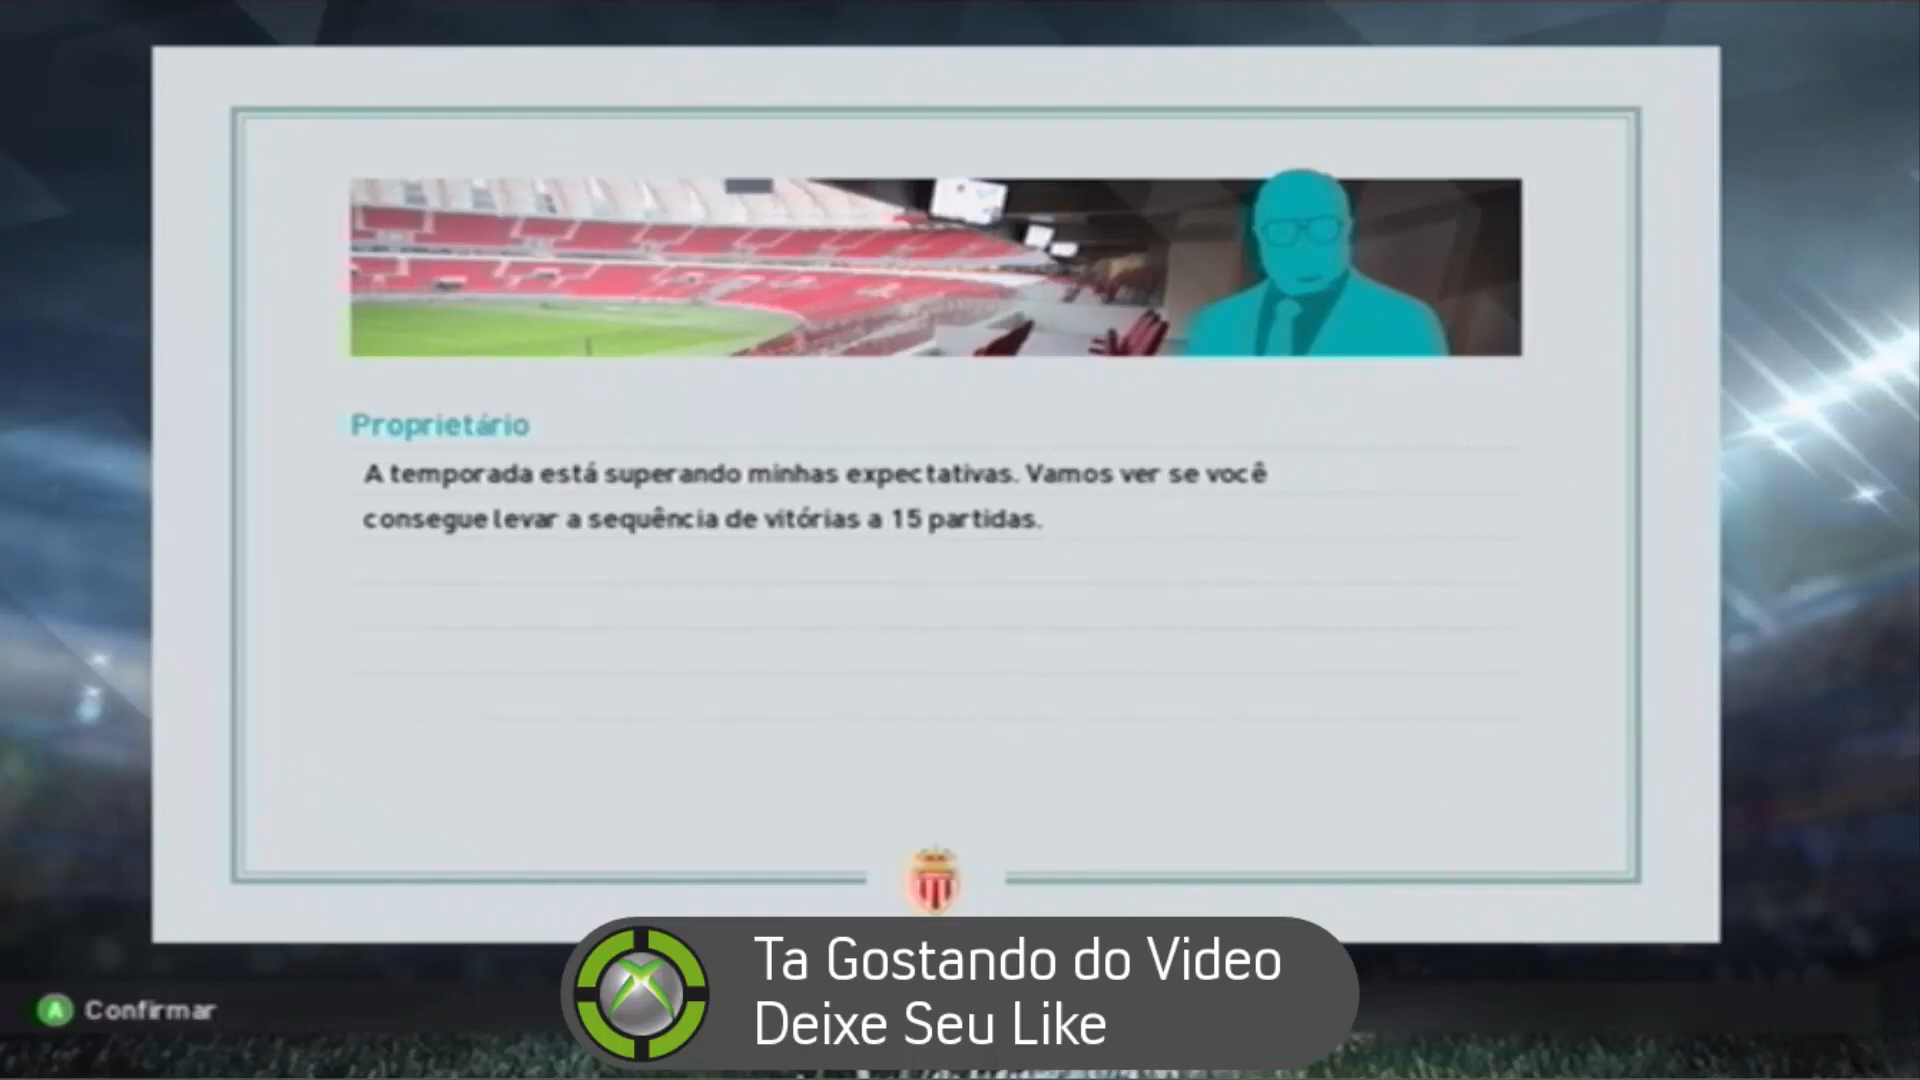 Proprietário
A temporada está superando minhas expectativas. Vamos ver se você
consegue levar a sequência de vitórias a 15 partidas.
Ta Gostando do Video
Deixe Seu Like
A Confirmar